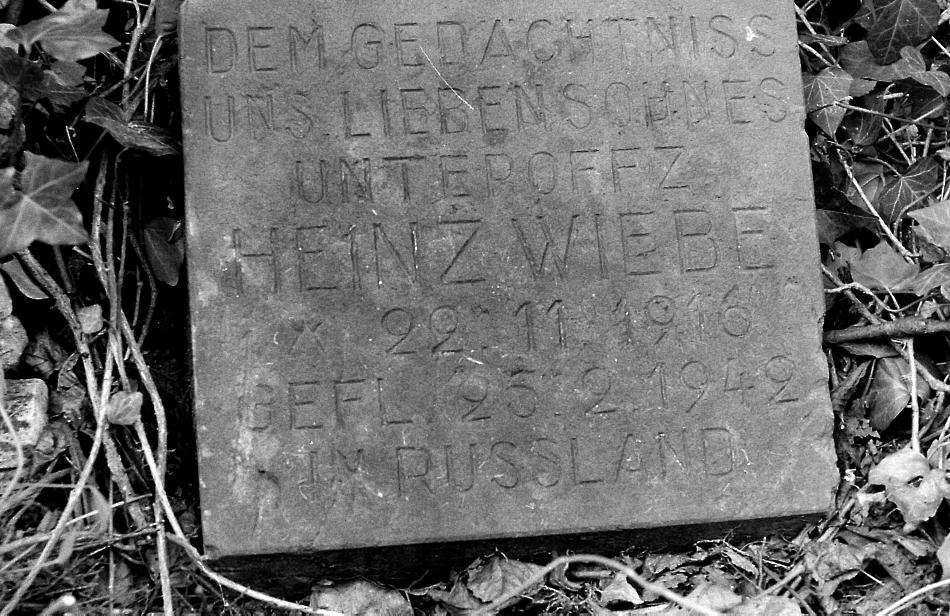 DEM GEDÄCHTNISS
UNS. LIEBEN SOHNES
UNTEROFFZ.
HEINZ WIEBE
* 22. 11. 1916
GEFL. 25. 2. 1942
IN RUSSLAND